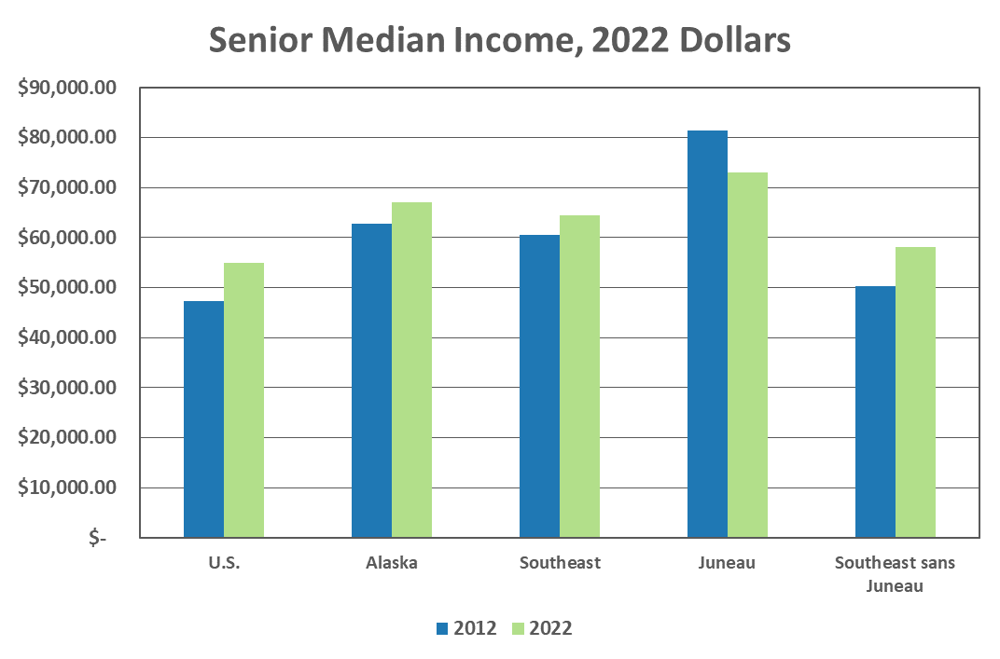 Senior Median Income, 2022 Dollars
$90,000.00
$80,000.00
$70,000.00
$60,000.00
$50,000.00
$40,000.00
$30,000.00
$20,000.00
$10,000.00
$-
U.S.
Alaska
Southeast
Juneau
Southeast sans
Juneau
2012
2022